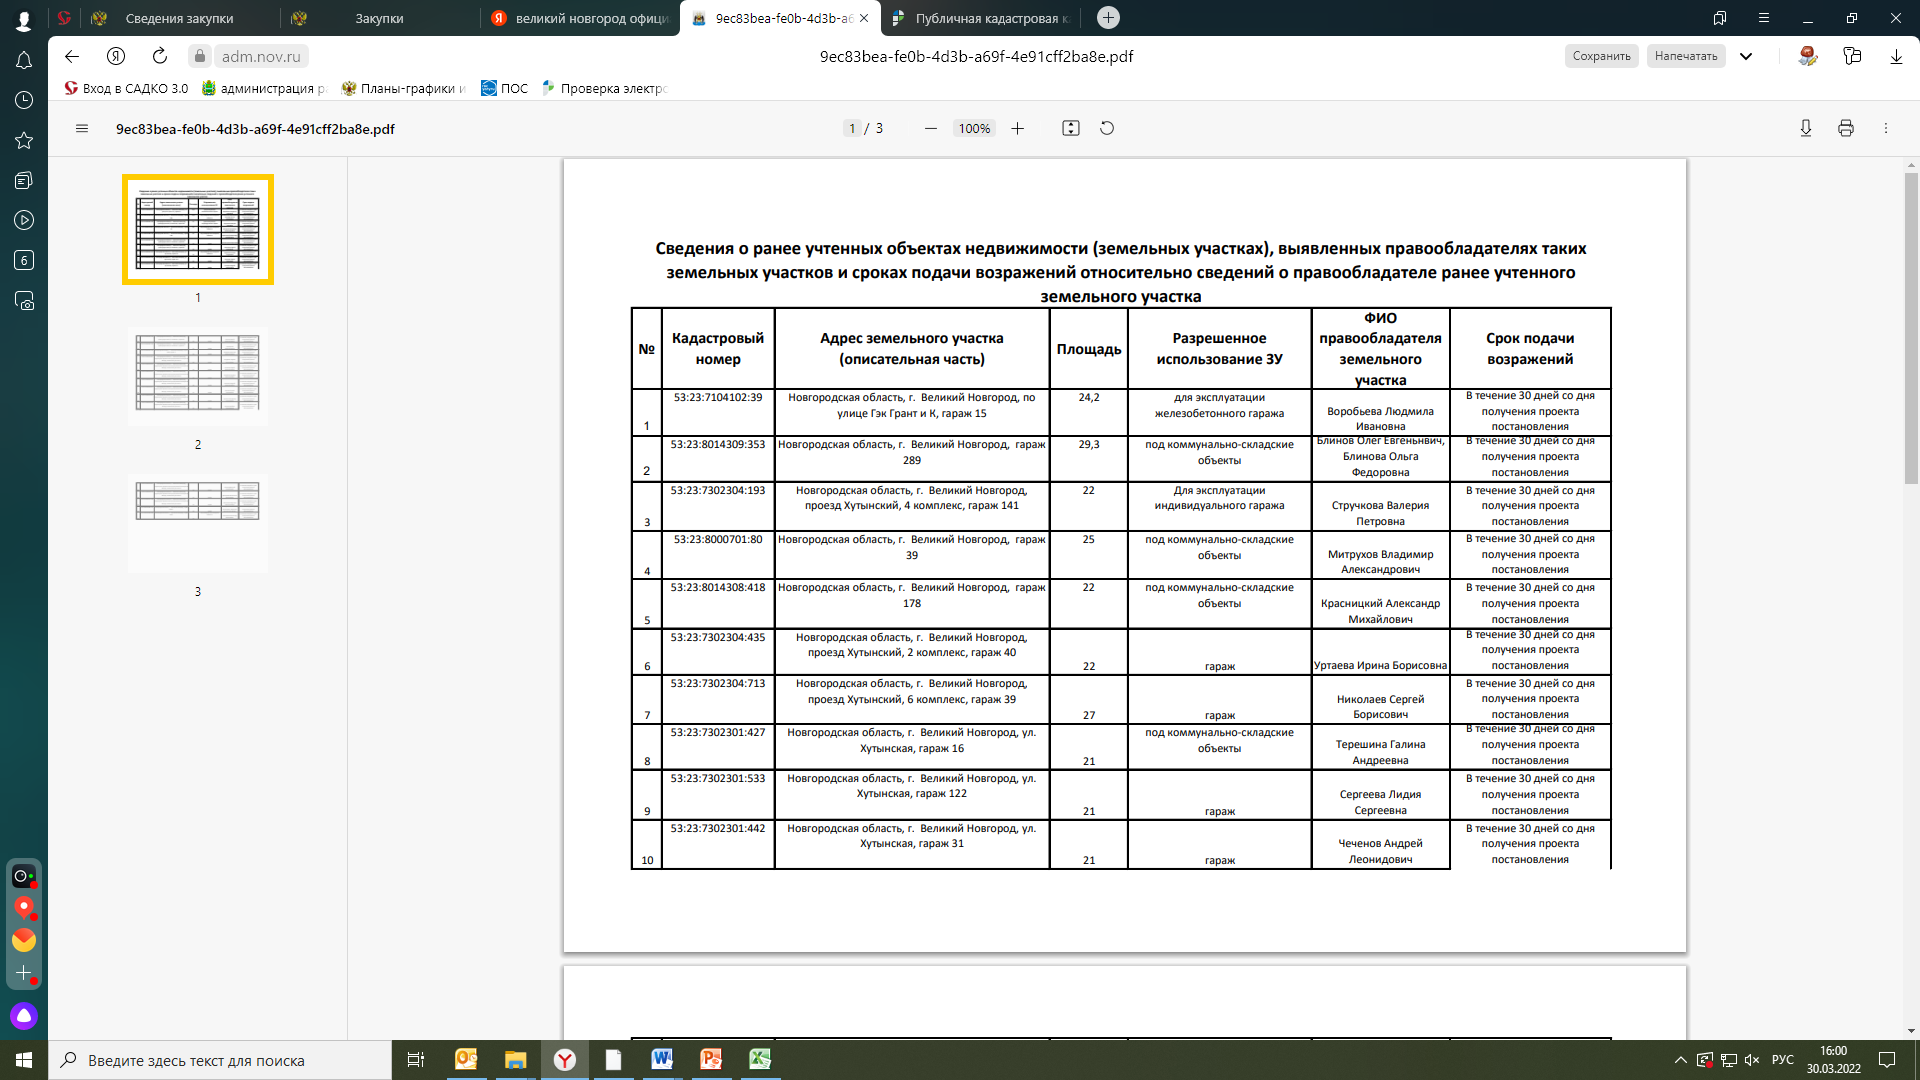 Сведения закупки
Закупки
великий новгород офици
9ec83bea-fe0b-4d3b-a6
Публичная кадастровая к
adm.nov.ru
9ec83bea-fe0b-4d3b-a69f-4e91cff2ba8e.pdf
Сохранить
Напечатать
Вход в САДКО 3.0
администрация р
Планы-графики и
ПОС
Проверка электро
9ec83bea-fe0b-4d3b-a69f-4e91cff2ba8e.pdf
1 / 3
100%
6
1
2
3
Сведения о ранее учтенных объектах недвижимости (земельных участках), выявленных правообладателях таких
земельных участков и сроках подачи возражений относительно сведений о правообладателе ранее учтенного
земельного участка
№
Кадастровый
номер
Адрес земельного участка
(описательная часть)
Площадь
Разрешенное
использование ЗУ
ФИО
правообладателя
земельного
участка
Срок подачи
возражений
1
53:23:7104102:39
Новгородская область, г. Великий Новгород, по
улице Гэк Грант и К, гараж 15
24,2
для эксплуатации
железобетонного гаража
Воробьева Людмила
Ивановна
В течение 30 дней со дня
получения проекта
постановления
2
53:23:8014309:353
Новгородская область, г. Великий Новгород, гараж
289
29,3
под коммунально-складские
объекты
Блинов Олег Евгеньнвич,
Блинова Ольга
Федоровна
В течение 30 дней со дня
получения проекта
постановления
3
53:23:7302304:193
Новгородская область, г. Великий Новгород,
проезд Хутынский, 4 комплекс, гараж 141
22
Для эксплуатации
индивидуального гаража
Стручкова Валерия
Петровна
В течение 30 дней со дня
получения проекта
постановления
4
53:23:8000701:80
Новгородская область, г. Великий Новгород, гараж
39
25
под коммунально-складские
объекты
Митрухов Владимир
Александрович
В течение 30 дней со дня
получения проекта
постановления
5
53:23:8014308:418
Новгородская область, г. Великий Новгород, гараж
178
22
под коммунально-складские
объекты
Красницкий Александр
Михайлович
В течение 30 дней со дня
получения проекта
постановления
6
53:23:7302304:435
Новгородская область, г. Великий Новгород,
проезд Хутынский, 2 комплекс, гараж 40
22
гараж
Уртаева Ирина Борисовна
В течение 30 дней со дня
получения проекта
постановления
7
53:23:7302304:713
Новгородская область, г. Великий Новгород,
проезд Хутынский, 6 комплекс, гараж 39
27
гараж
Николаев Сергей
Борисович
В течение 30 дней со дня
получения проекта
постановления
8
53:23:7302301:427
Новгородская область, г. Великий Новгород, ул.
Хутынская, гараж 16
21
под коммунально-складские
объекты
Терешина Галина
Андреевна
В течение 30 дней со дня
получения проекта
постановления
9
53:23:7302301:533
Новгородская область, г. Великий Новгород, ул.
Хутынская, гараж 122
21
гараж
Сергеева Лидия
Сергеевна
В течение 30 дней со дня
получения проекта
постановления
10
53:23:7302301:442
Новгородская область, г. Великий Новгород, ул.
Хутынская, гараж 31
21
гараж
Чеченов Андрей
Леонидович
В течение 30 дней со дня
получения проекта
постановления
Введите здесь текст для поиска
РУС
16:00
30.03.2022